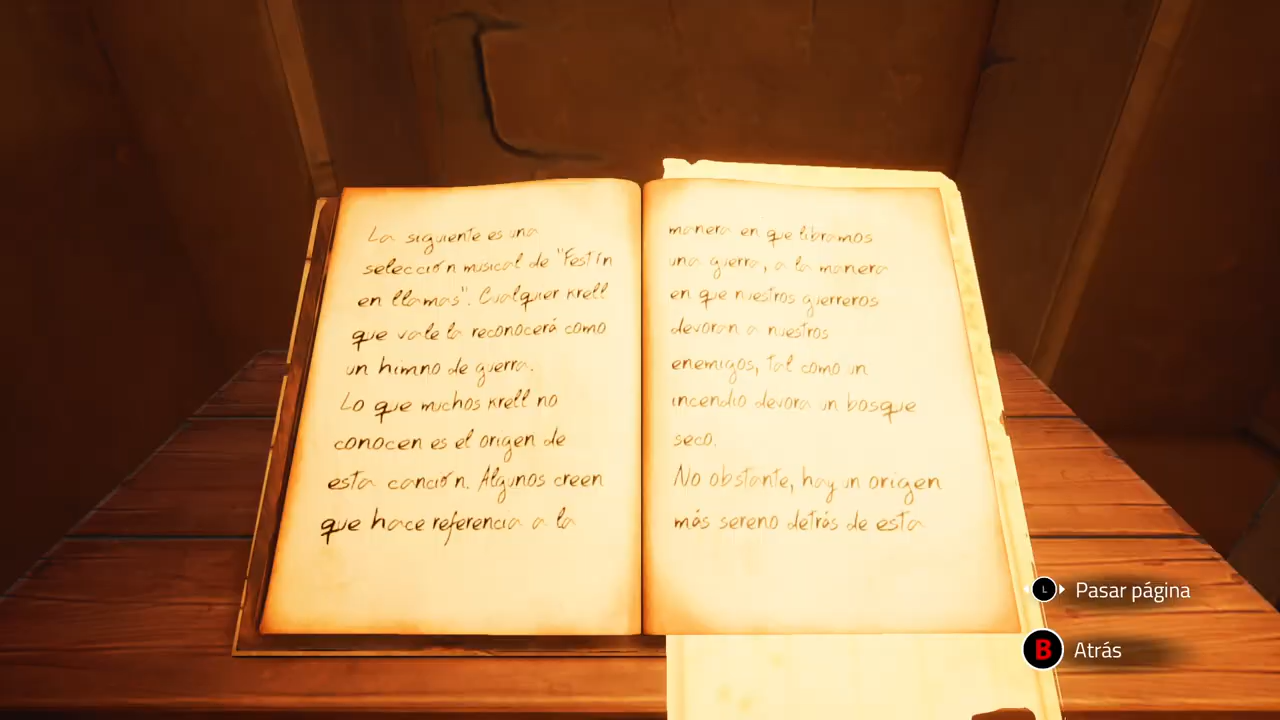 La siguiente es una
selección musical de "Festín
en llamas". Cualquier krell
que vale la reconocerá como
un himno de guerra.
Lo que muchos krell no
conocen es el origen de
esta canción. Algunos creen
que hace referencia a la
manera en que libramos
una guerra, a la manera
en que nuestros guerreros
devoran a nuestros
enemigos, tal como un
incendio devora un bosque
seco.
No obstante, hay un origen
más sereno detrás de esta
L
Pasar página
B
Atrás